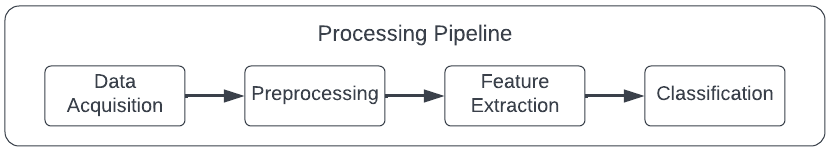 Processing Pipeline
Data
Acquisition
Preprocessing
Feature
Extraction
Classification